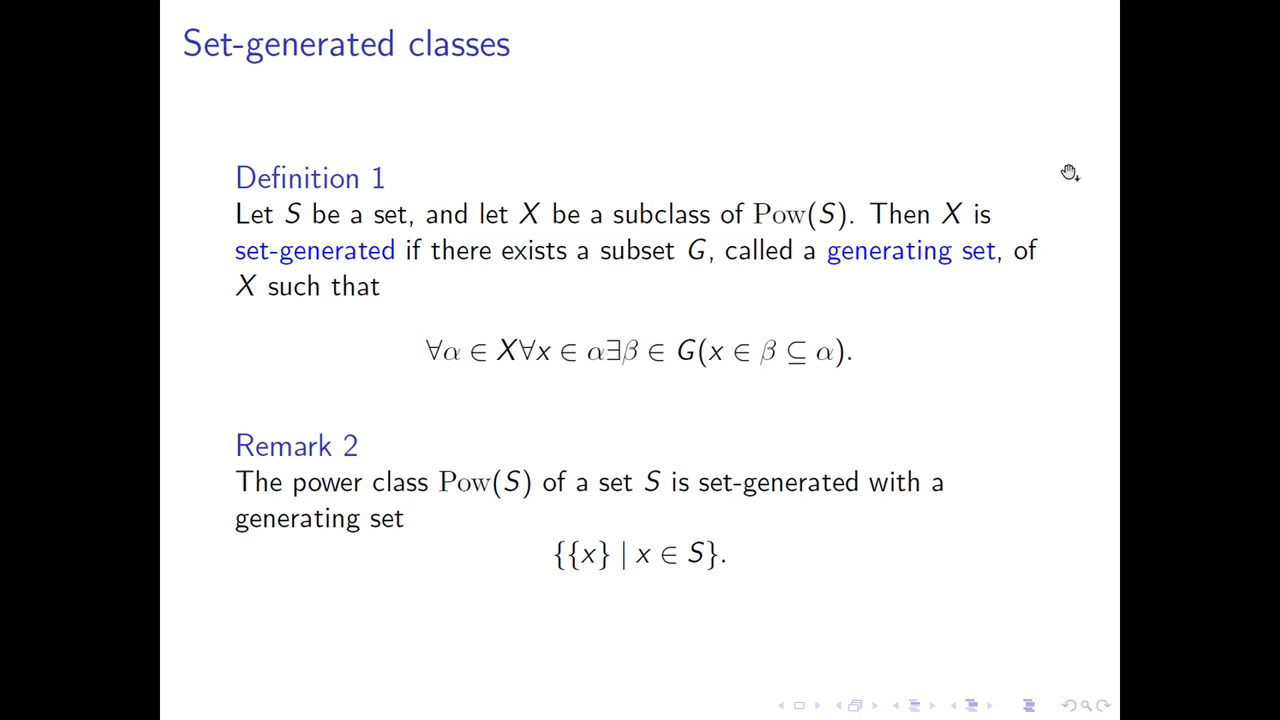 Set-generated classes
Definition 1
Let S be a set, and let X be a subclass of Pow(S). Then X is
set-generated if there exists a subset G, called a generating set, of
X such that
∀α ∈ X∀x ∈ α∃β ∈ G(x ∈ β ⊆ α).
Remark 2
The power class Pow(S) of a set S is set-generated with a
generating set
{{x} | x ∈ S}.